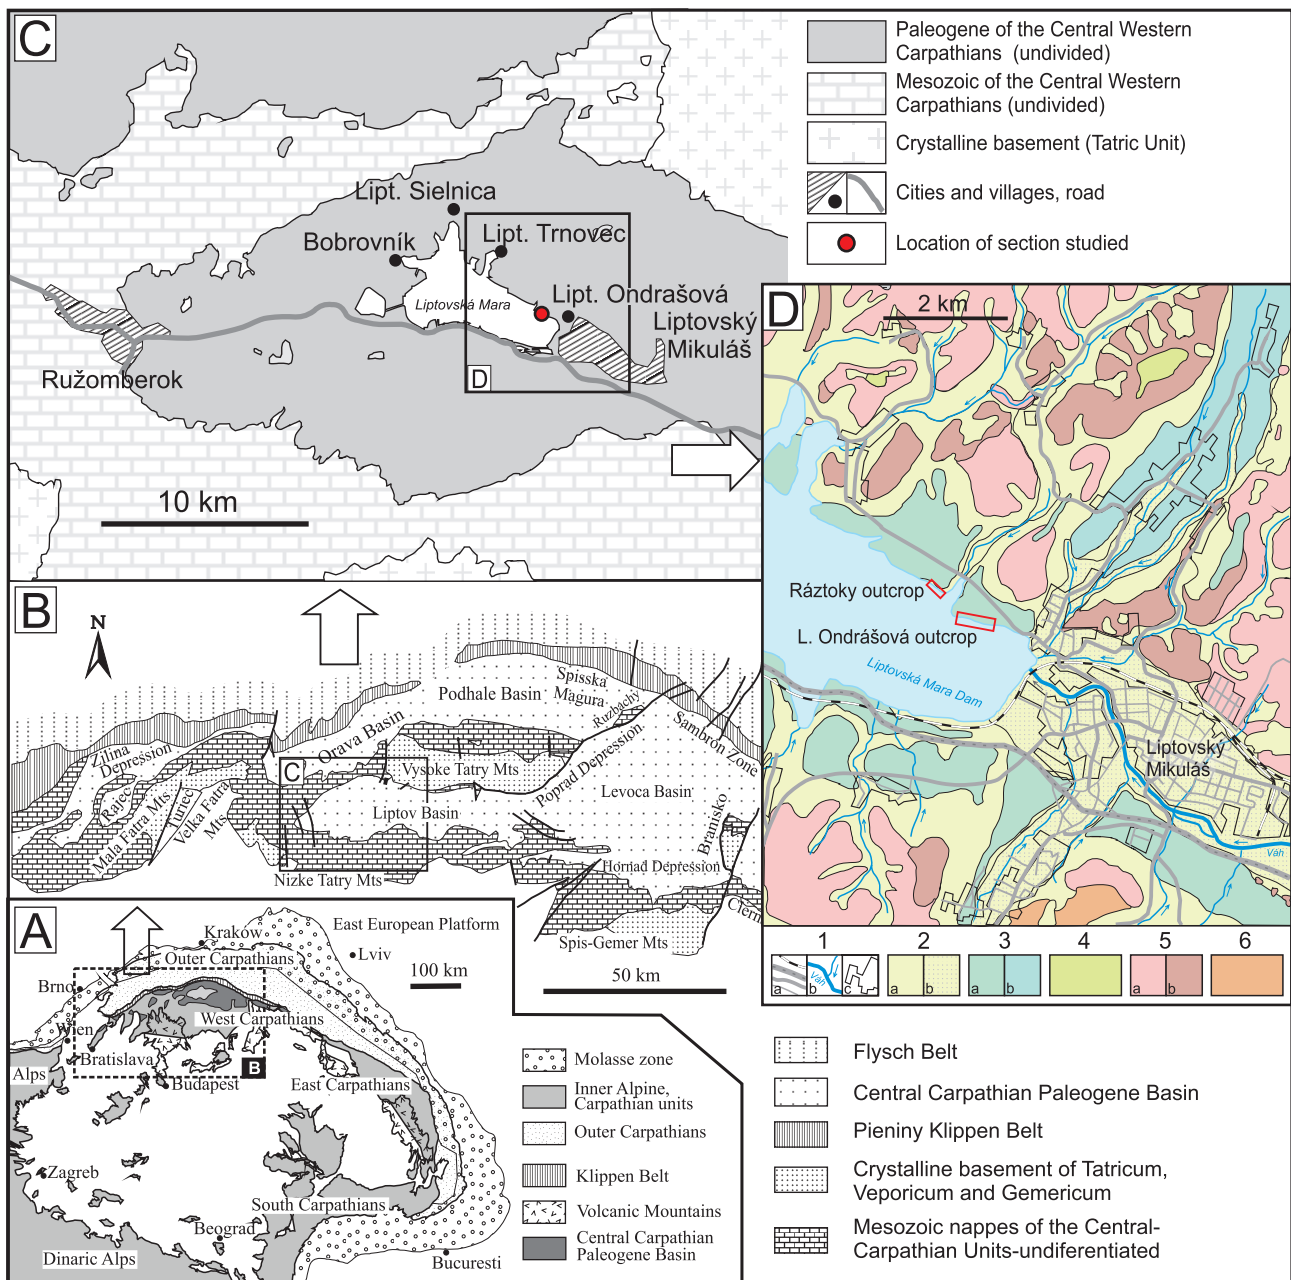 C
Paleogene of the Central Western
Carpathians (undivided)
Mesozoic of the Central Western
Carpathians (undivided)
Crystalline basement (Tatric Unit)
Cities and villages, road
Location of section studied
Lipt. Sielnica
Bobrovník
Lipt. Trnovec
Liptovská Mara
Lipt. Ondrašová
Liptovský
Mikuláš
Ružomberok
D
10 km
D
2 km
Ráztoky outcrop
L. Ondrášová outcrop
Liptovská Mara Dam
Liptovský
Mikuláš
Váh
1 2 3 4 5 6
a b c a b a b a b
Váh
B
N
Podhale Basin
Spisska
Magura
Ruzbachy
Sambron Zone
Orava Basin
Zilina
Depression
Rajec
Mala Fatra Mts.
Turiec
Velka Fatra
Mts
C
Vysoke Tatry Mts
Poprad Depression
Liptov Basin
Levoca Basin
Branisko
Hornad Depression
Nizke Tatry Mts
Ciern
Spis-Gemer Mts
50 km
A
East European Platform
Kraków
Lviv
Outer Carpathians
100 km
Brno
West Carpathians
Wien
Bratislava
B
Alps
Budapest
East Carpathians
Zagreb
South Carpathians
Beograd
Dinaric Alps
Bucuresti
Molasse zone
Inner Alpine,
Carpathian units
Outer Carpathians
Klippen Belt
Volcanic Mountains
Central Carpathian
Paleogene Basin
Flysch Belt
Central Carpathian Paleogene Basin
Pieniny Klippen Belt
Crystalline basement of Tatricum,
Veporicum and Gemericum
Mesozoic nappes of the Central-
Carpathian Units-undiferentiated